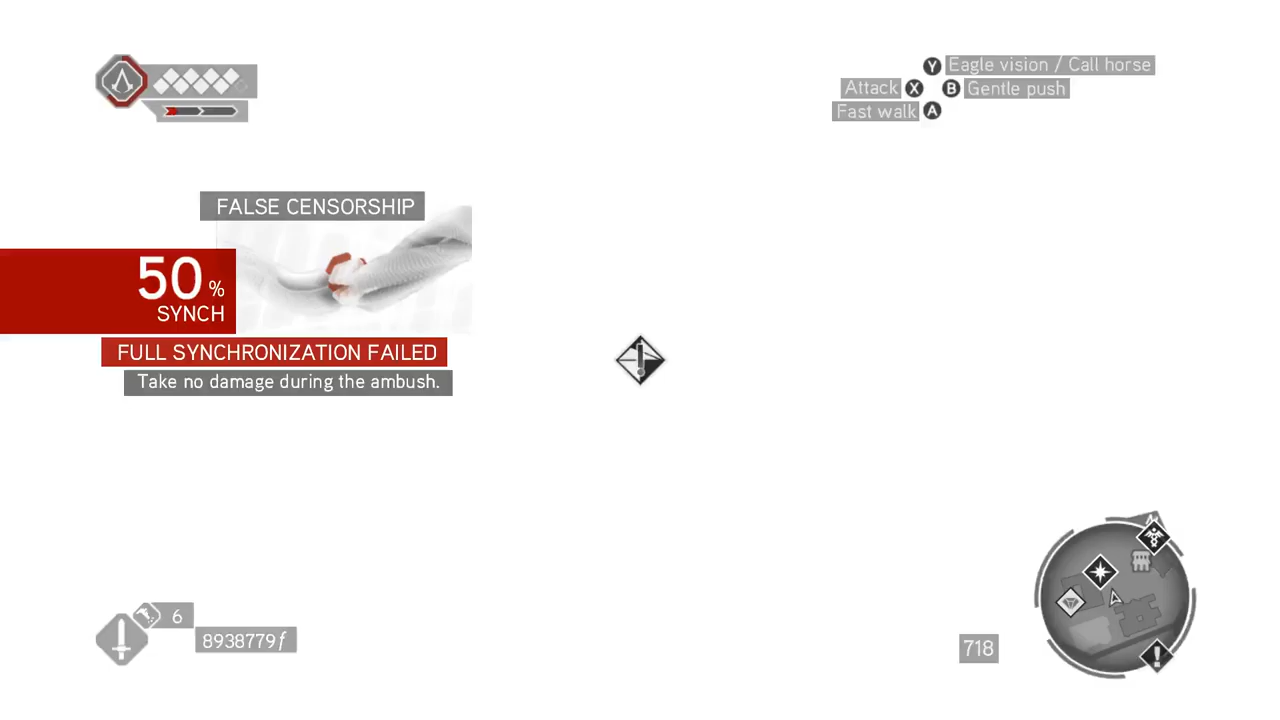 Y Eagle vision / Call horse
Attack X B Gentle push
Fast walk A
FALSE CENSORSHIP
50 %
SYNCH
FULL SYNCHRONIZATION FAILED
Take no damage during the ambush.
6
8938779ƒ
718